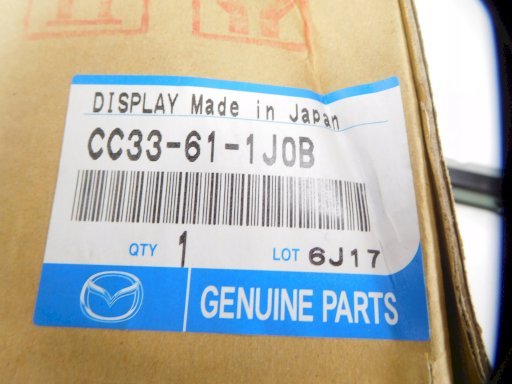 DISPLAY Made in Japan
CC33-61-1J0B
QTY 1 LOT 6J17
GENUINE PARTS